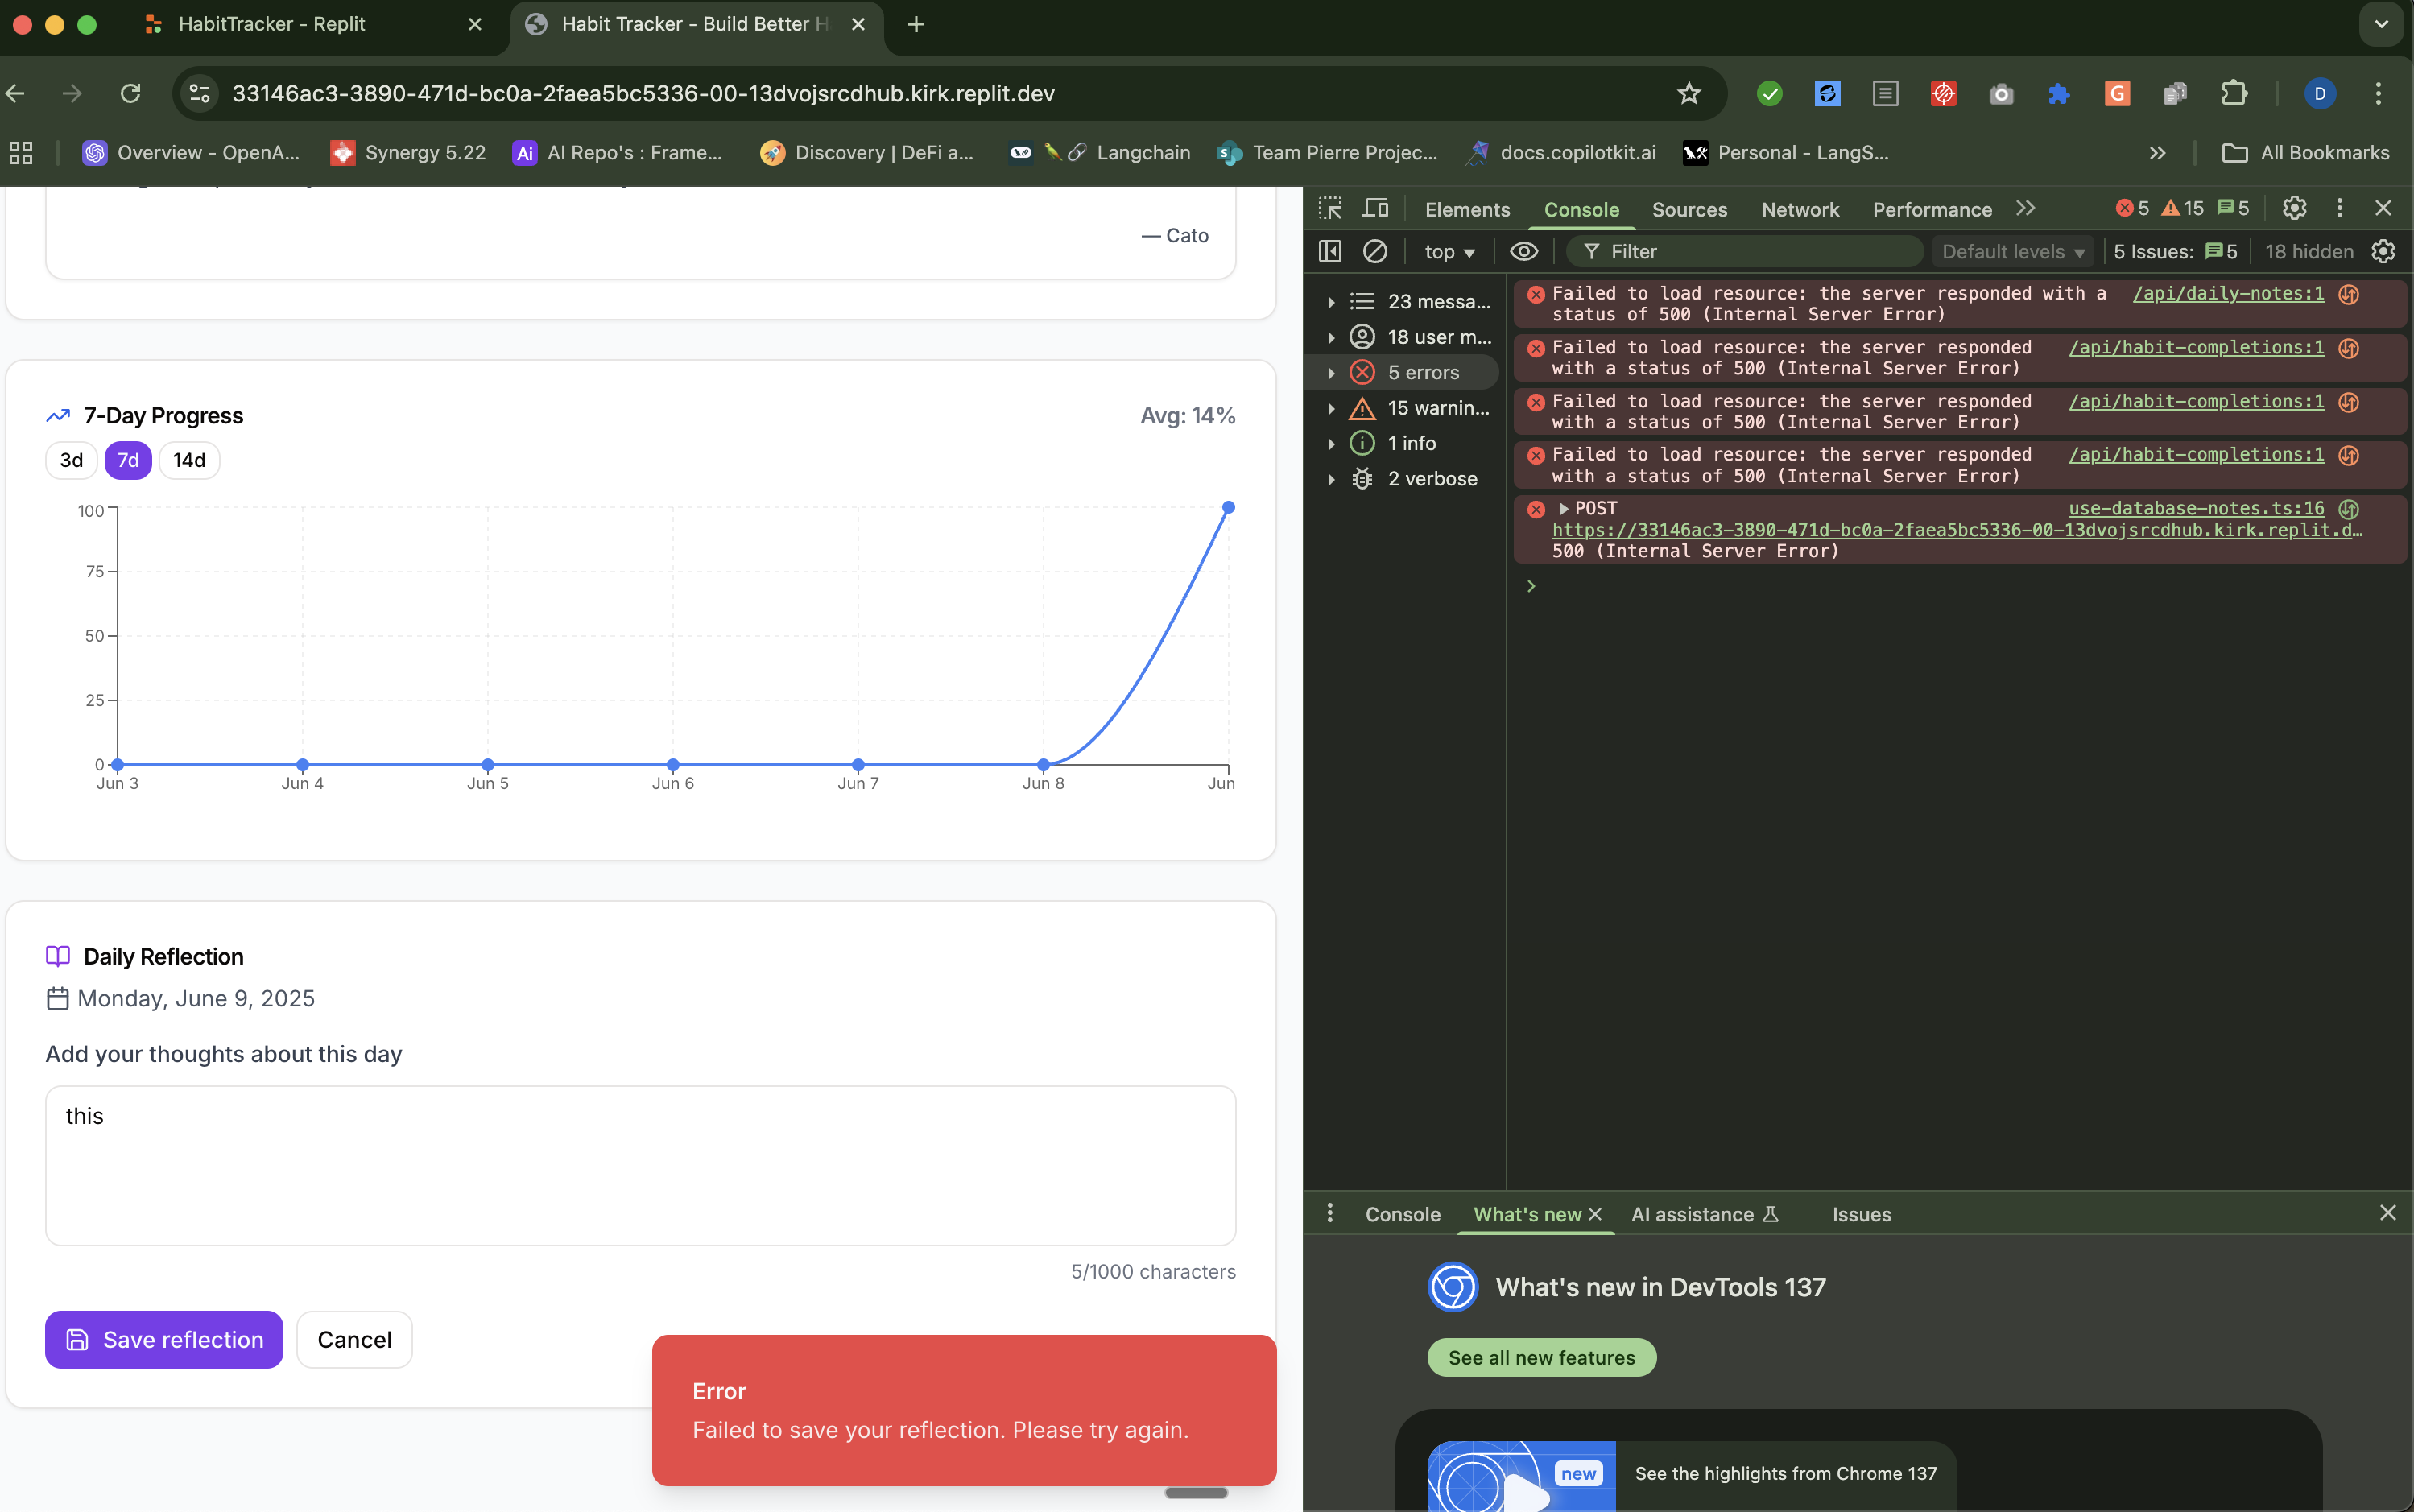 HabitTracker - Replit
Habit Tracker - Build Better H
33146ac3-3890-471d-bc0a-2faea5bc5336-00-13dvojsrcdhub.kirk.replit.dev
G
D
Overview - OpenA...
Synergy 5.22
Ai
AI Repo's : Frame...
Discovery | DeFi a...
Langchain
Team Pierre Projec...
docs.copilotkit.ai
Personal - LangS...
All Bookmarks
— Cato
7-Day Progress
Avg: 14%
3d
7d
14d
100
75
50
25
0
Jun 3
Jun 4
Jun 5
Jun 6
Jun 7
Jun 8
Jun
Daily Reflection
Monday, June 9, 2025
Add your thoughts about this day
this
5/1000 characters
Save reflection
Cancel
Error
Failed to save your reflection. Please try again.
Elements
Console
Sources
Network
Performance
5
15
5
top
Filter
Default levels
5 Issues:
5
18 hidden
23 messa...
18 user m...
5 errors
15 warnin...
1 info
2 verbose
Failed to load resource: the server responded with a /api/daily-notes:1
status of 500 (Internal Server Error)
Failed to load resource: the server responded /api/habit-completions:1
with a status of 500 (Internal Server Error)
Failed to load resource: the server responded /api/habit-completions:1
with a status of 500 (Internal Server Error)
Failed to load resource: the server responded /api/habit-completions:1
with a status of 500 (Internal Server Error)
POST use-database-notes.ts:16
https://33146ac3-3890-471d-bc0a-2faea5bc5336-00-13dvojsrcdhub.kirk.replit.d…
500 (Internal Server Error)
Console
What's new
AI assistance
Issues
What's new in DevTools 137
See all new features
new
See the highlights from Chrome 137